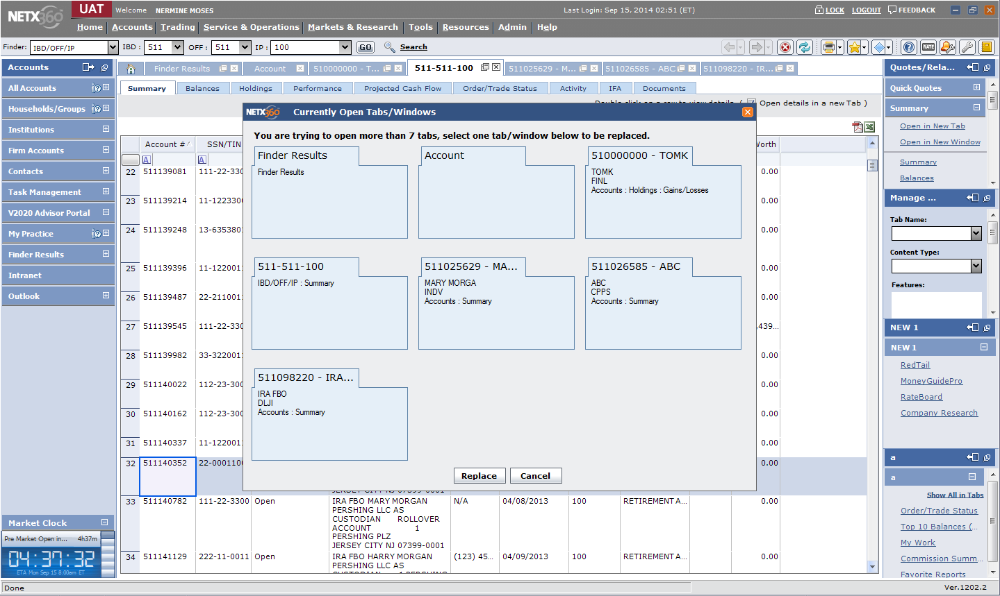 NETX360 UAT Welcome NERMINE MOSES Last Login: Sep 15, 2014 02:51 (ET) LOCK LOGOUT FEEDBACK
Home Accounts Trading Service & Operations Markets & Research Tools Resources Admin Help
Finder: IBD/OFF/IP IBD : 511 OFF : 511 IP : 100 GO Search RATE
Accounts
All Accounts
Households/Groups
Institutions
Firm Accounts
Contacts
Task Management
V2020 Advisor Portal
My Practice
Finder Results
Intranet
Outlook
Market Clock
Pre Market Open in... 4h37m
04:37:32
ETA Mon Sep 15 8:00am ET
Finder Results Account 510000000 - T... 511-511-100 511025629 - M... 511026585 - ABC 511098220 - IR...
Summary Balances Holdings Performance Projected Cash Flow Order/Trade Status Activity IFA Documents
Open details in a new Tab )
Account # SSN/TIN Worth
22 511139081 111-22-330 0.00
23 511139214 11-1223300 0.00
24 511139248 13-6353801 0.00
25 511139396 11-122001 0.00
26 511139487 22-211001 0.00
27 511139545 111-22-330 ,439...
28 511139982 33-322001 0.00
29 511140022 112-23-300 0.00
30 511140162 112-23-300 0.00
31 511140337 11-122001 0.00
32 511140352 22-0001100 0.00
JERSEY CITY NJ 07399-0001
33 511140782 111-22-3300 Open IRA FBO MARY MORGAN N/A 04/08/2013 100 RETIREMENT A... 0.00
PERSHING LLC AS
CUSTODIAN ROLLOVER
ACCOUNT 1
PERSHING PLZ
JERSEY CITY NJ 07399-0001
34 511141129 222-11-0011 Open IRA FBO HARRY MORGAN (123) 45... 04/09/2013 100 RETIREMENT A... 0.00
PERSHING LLC AS
NETX360 Currently Open Tabs/Windows
You are trying to open more than 7 tabs, select one tab/window below to be replaced.
Finder Results
Finder Results
Account
510000000 - TOMK
TOMK
FINL
Accounts : Holdings : Gains/Losses
511-511-100
IBD/OFF/IP : Summary
511025629 - MA...
MARY MORGA
INDV
Accounts : Summary
511026585 - ABC
ABC
CPPS
Accounts : Summary
511098220 - IRA...
IRA FBO
DLJI
Accounts : Summary
Replace Cancel
Quotes/Rela...
Quick Quotes
Summary
Open in New Tab
Open in New Window
Summary
Balances
Manage ...
Tab Name:
Content Type:
Features:
NEW 1
NEW 1
RedTail
MoneyGuidePro
RateBoard
Company Research
a
a
Show All in Tabs
Order/Trade Status
Top 10 Balances (...
My Work
Commission Summ...
Favorite Reports
Done Ver.1202.2